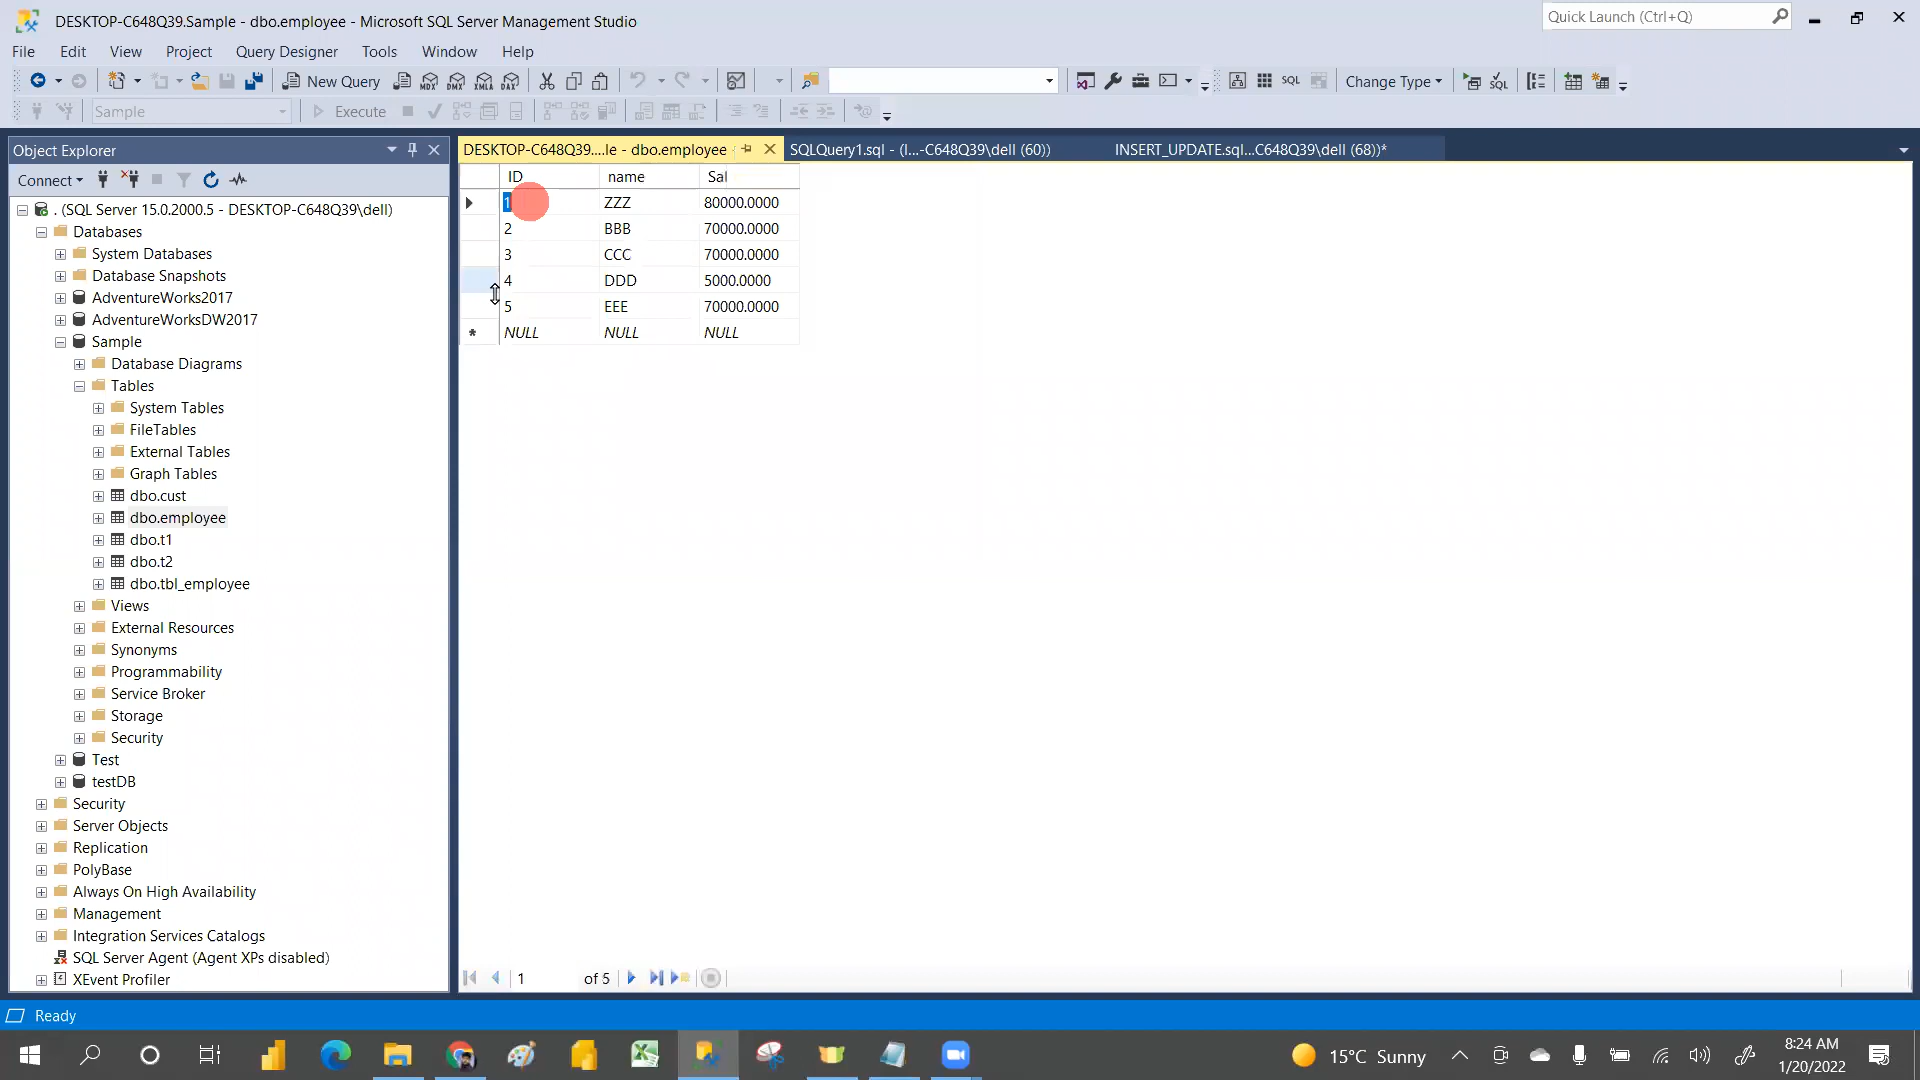 DESKTOP-C648Q39.Sample - dbo.employee - Microsoft SQL Server Management Studio
Quick Launch (Ctrl+Q)
File Edit View Project Query Designer Tools Window Help
New Query MDX DMX XMLA DAX SQL Change Type
Sample Execute
Object Explorer
DESKTOP-C648Q39....le - dbo.employee SQLQuery1.sql - (l...-C648Q39\dell (60)) INSERT_UPDATE.sql...C648Q39\dell (68))*
Connect
ID name Sal
1 ZZZ 80000.0000
2 BBB 70000.0000
3 CCC 70000.0000
4 DDD 5000.0000
5 EEE 70000.0000
* NULL NULL NULL
. (SQL Server 15.0.2000.5 - DESKTOP-C648Q39\dell)
Databases
System Databases
Database Snapshots
AdventureWorks2017
AdventureWorksDW2017
Sample
Database Diagrams
Tables
System Tables
FileTables
External Tables
Graph Tables
dbo.cust
dbo.employee
dbo.t1
dbo.t2
dbo.tbl_employee
Views
External Resources
Synonyms
Programmability
Service Broker
Storage
Security
Test
testDB
Security
Server Objects
Replication
PolyBase
Always On High Availability
Management
Integration Services Catalogs
SQL Server Agent (Agent XPs disabled)
XEvent Profiler
1 of 5
Ready
15°C Sunny
8:24 AM
1/20/2022